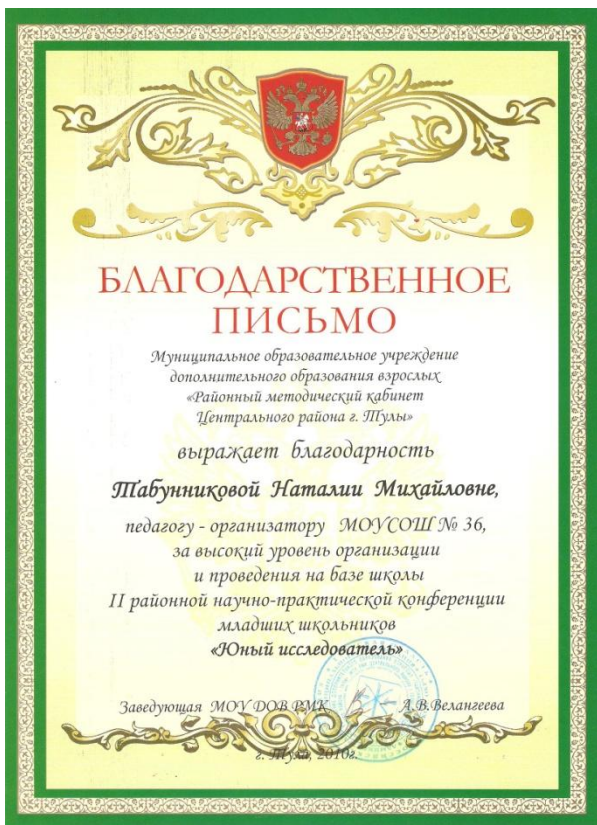 БЛАГОДАРСТВЕННОЕ
ПИСЬМО
Муниципальное образовательное учреждение
дополнительного образования взрослых
«Районный методический кабинет
Центрального района г. Тулы»
выражает благодарность
Табунниковой Наталии Михайловне,
педагогу - организатору МОУСОШ № 36,
за высокий уровень организации
и проведения на базе школы
II районной научно-практической конференции
младших школьников
«Юный исследователь»
Заведующая МОУ ДОВ РМК А.В.Велангеева
г. Тула, 2010г.